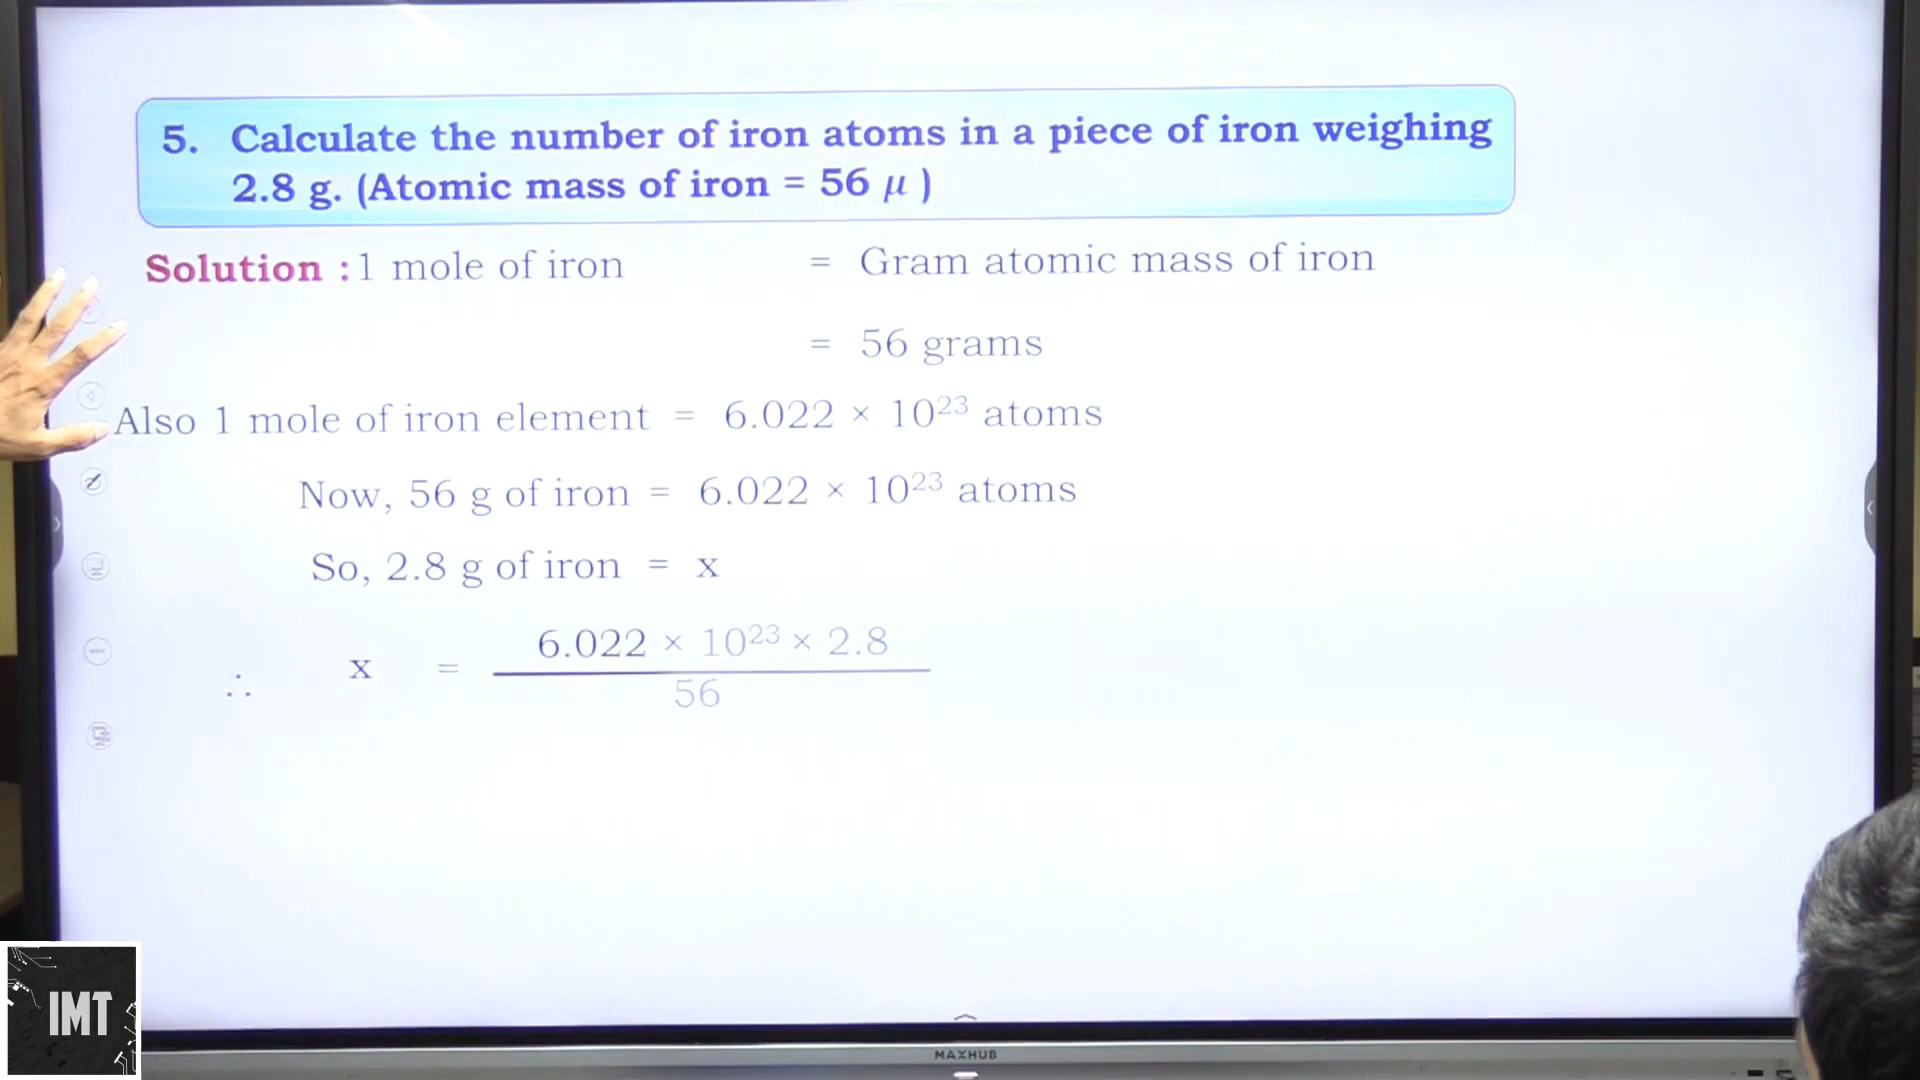 5. Calculate the number of iron atoms in a piece of iron weighing
2.8 g. (Atomic mass of iron = 56 μ )
Solution : 1 mole of iron = Gram atomic mass of iron
= 56 grams
Also 1 mole of iron element = 6.022 × 10²³ atoms
Now, 56 g of iron = 6.022 × 10²³ atoms
So, 2.8 g of iron = x
6.022 × 10²³ × 2.8
∴ x =
56
IMT
MAXHUB